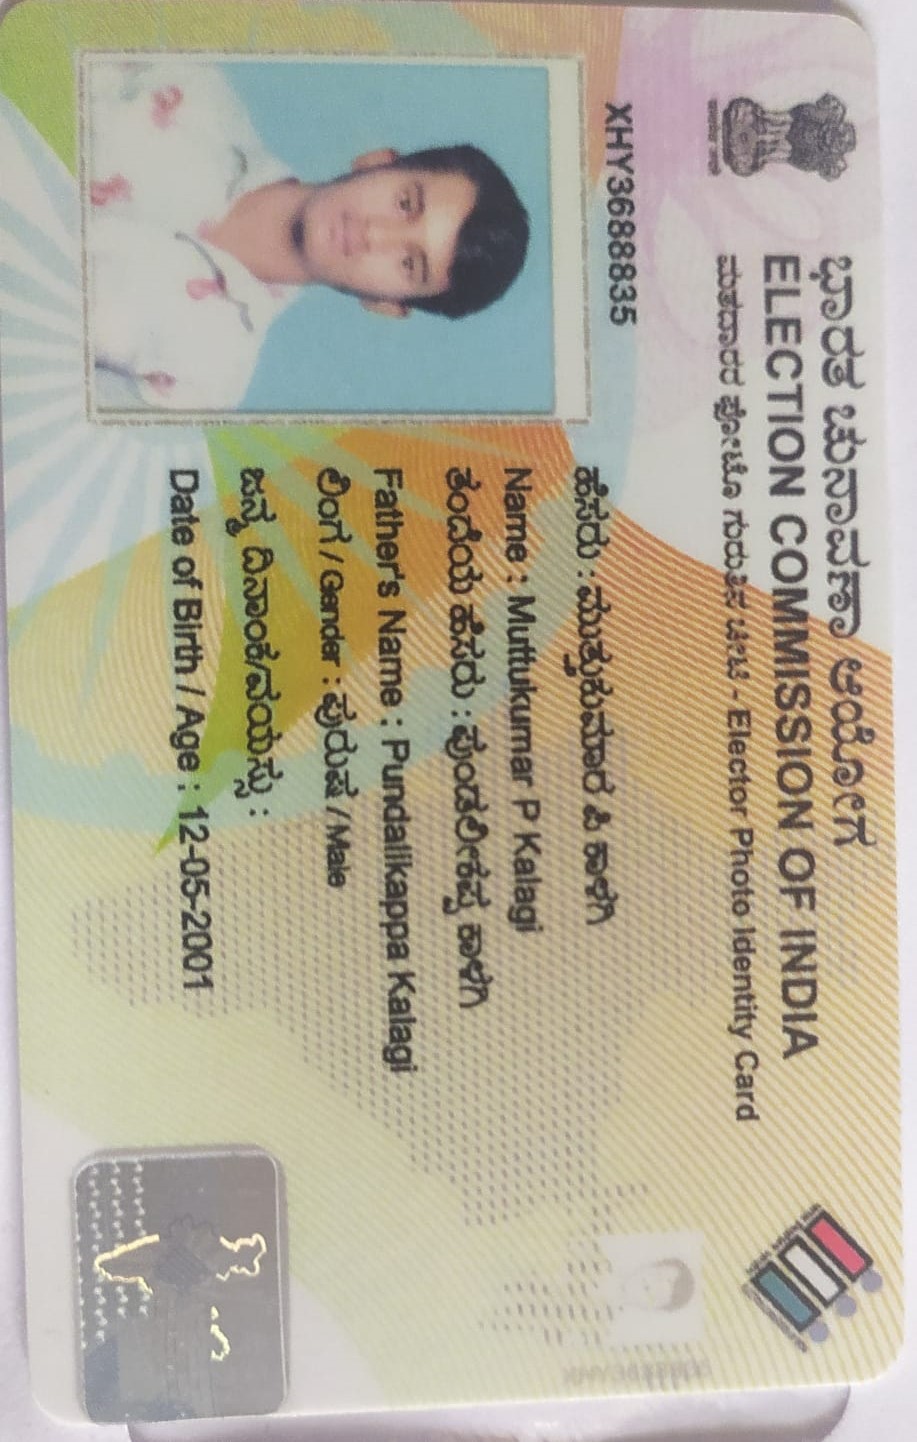 ಭಾರತ ಚುನಾವಣಾ ಆಯೋಗ
ELECTION COMMISSION OF INDIA
ಮತದಾರರ ಫೋಟೊ ಗುರುತಿನ ಚೀಟಿ - Elector Photo Identity Card
XHY3688835
ಹೆಸರು : ಮುತ್ತುಕುಮಾರ ಪಿ ಕಾಳಗಿ
Name : Muttukumar P Kalagi
ತಂದೆಯ ಹೆಸರು : ಪುಂಡಲೀಕಪ್ಪ ಕಾಳಗಿ
Father's Name : Pundalikappa Kalagi
ಲಿಂಗ / Gender : ಪುರುಷ / Male
ಜನ್ಮ ದಿನಾಂಕ/ವಯಸ್ಸು :
Date of Birth / Age : 12-05-2001